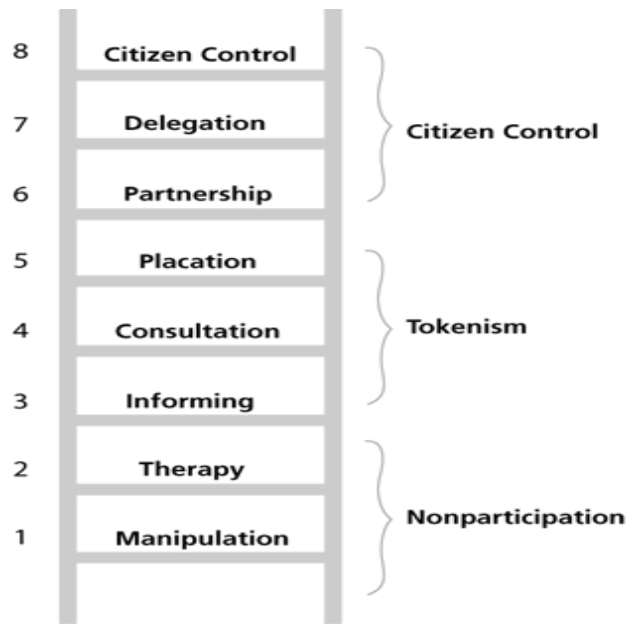 8 Citizen Control
7 Delegation
Citizen Control
6 Partnership
5 Placation
4 Consultation
Tokenism
3 Informing
2 Therapy
Nonparticipation
1 Manipulation